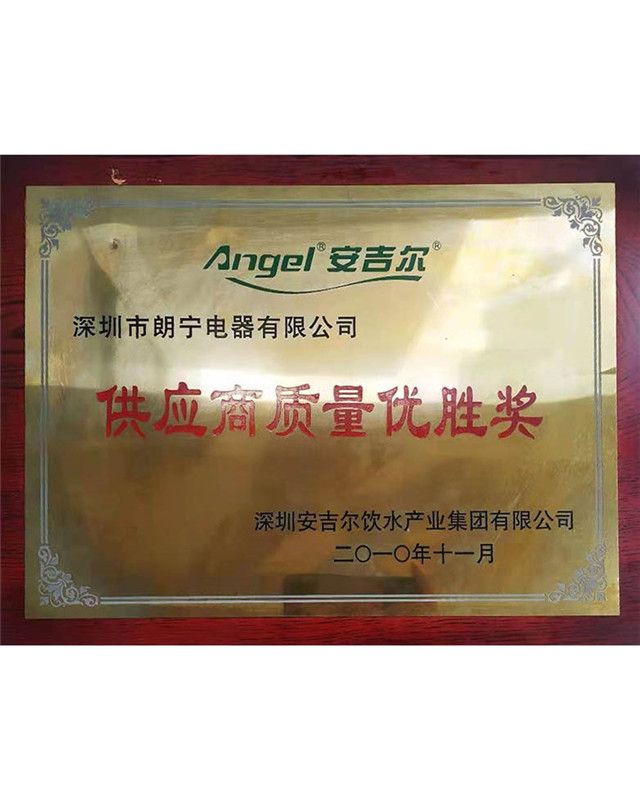 Angel® 安吉尔®
深圳市朗宁电器有限公司
供应商质量优胜奖
深圳安吉尔饮水产业集团有限公司
二〇一〇年十一月